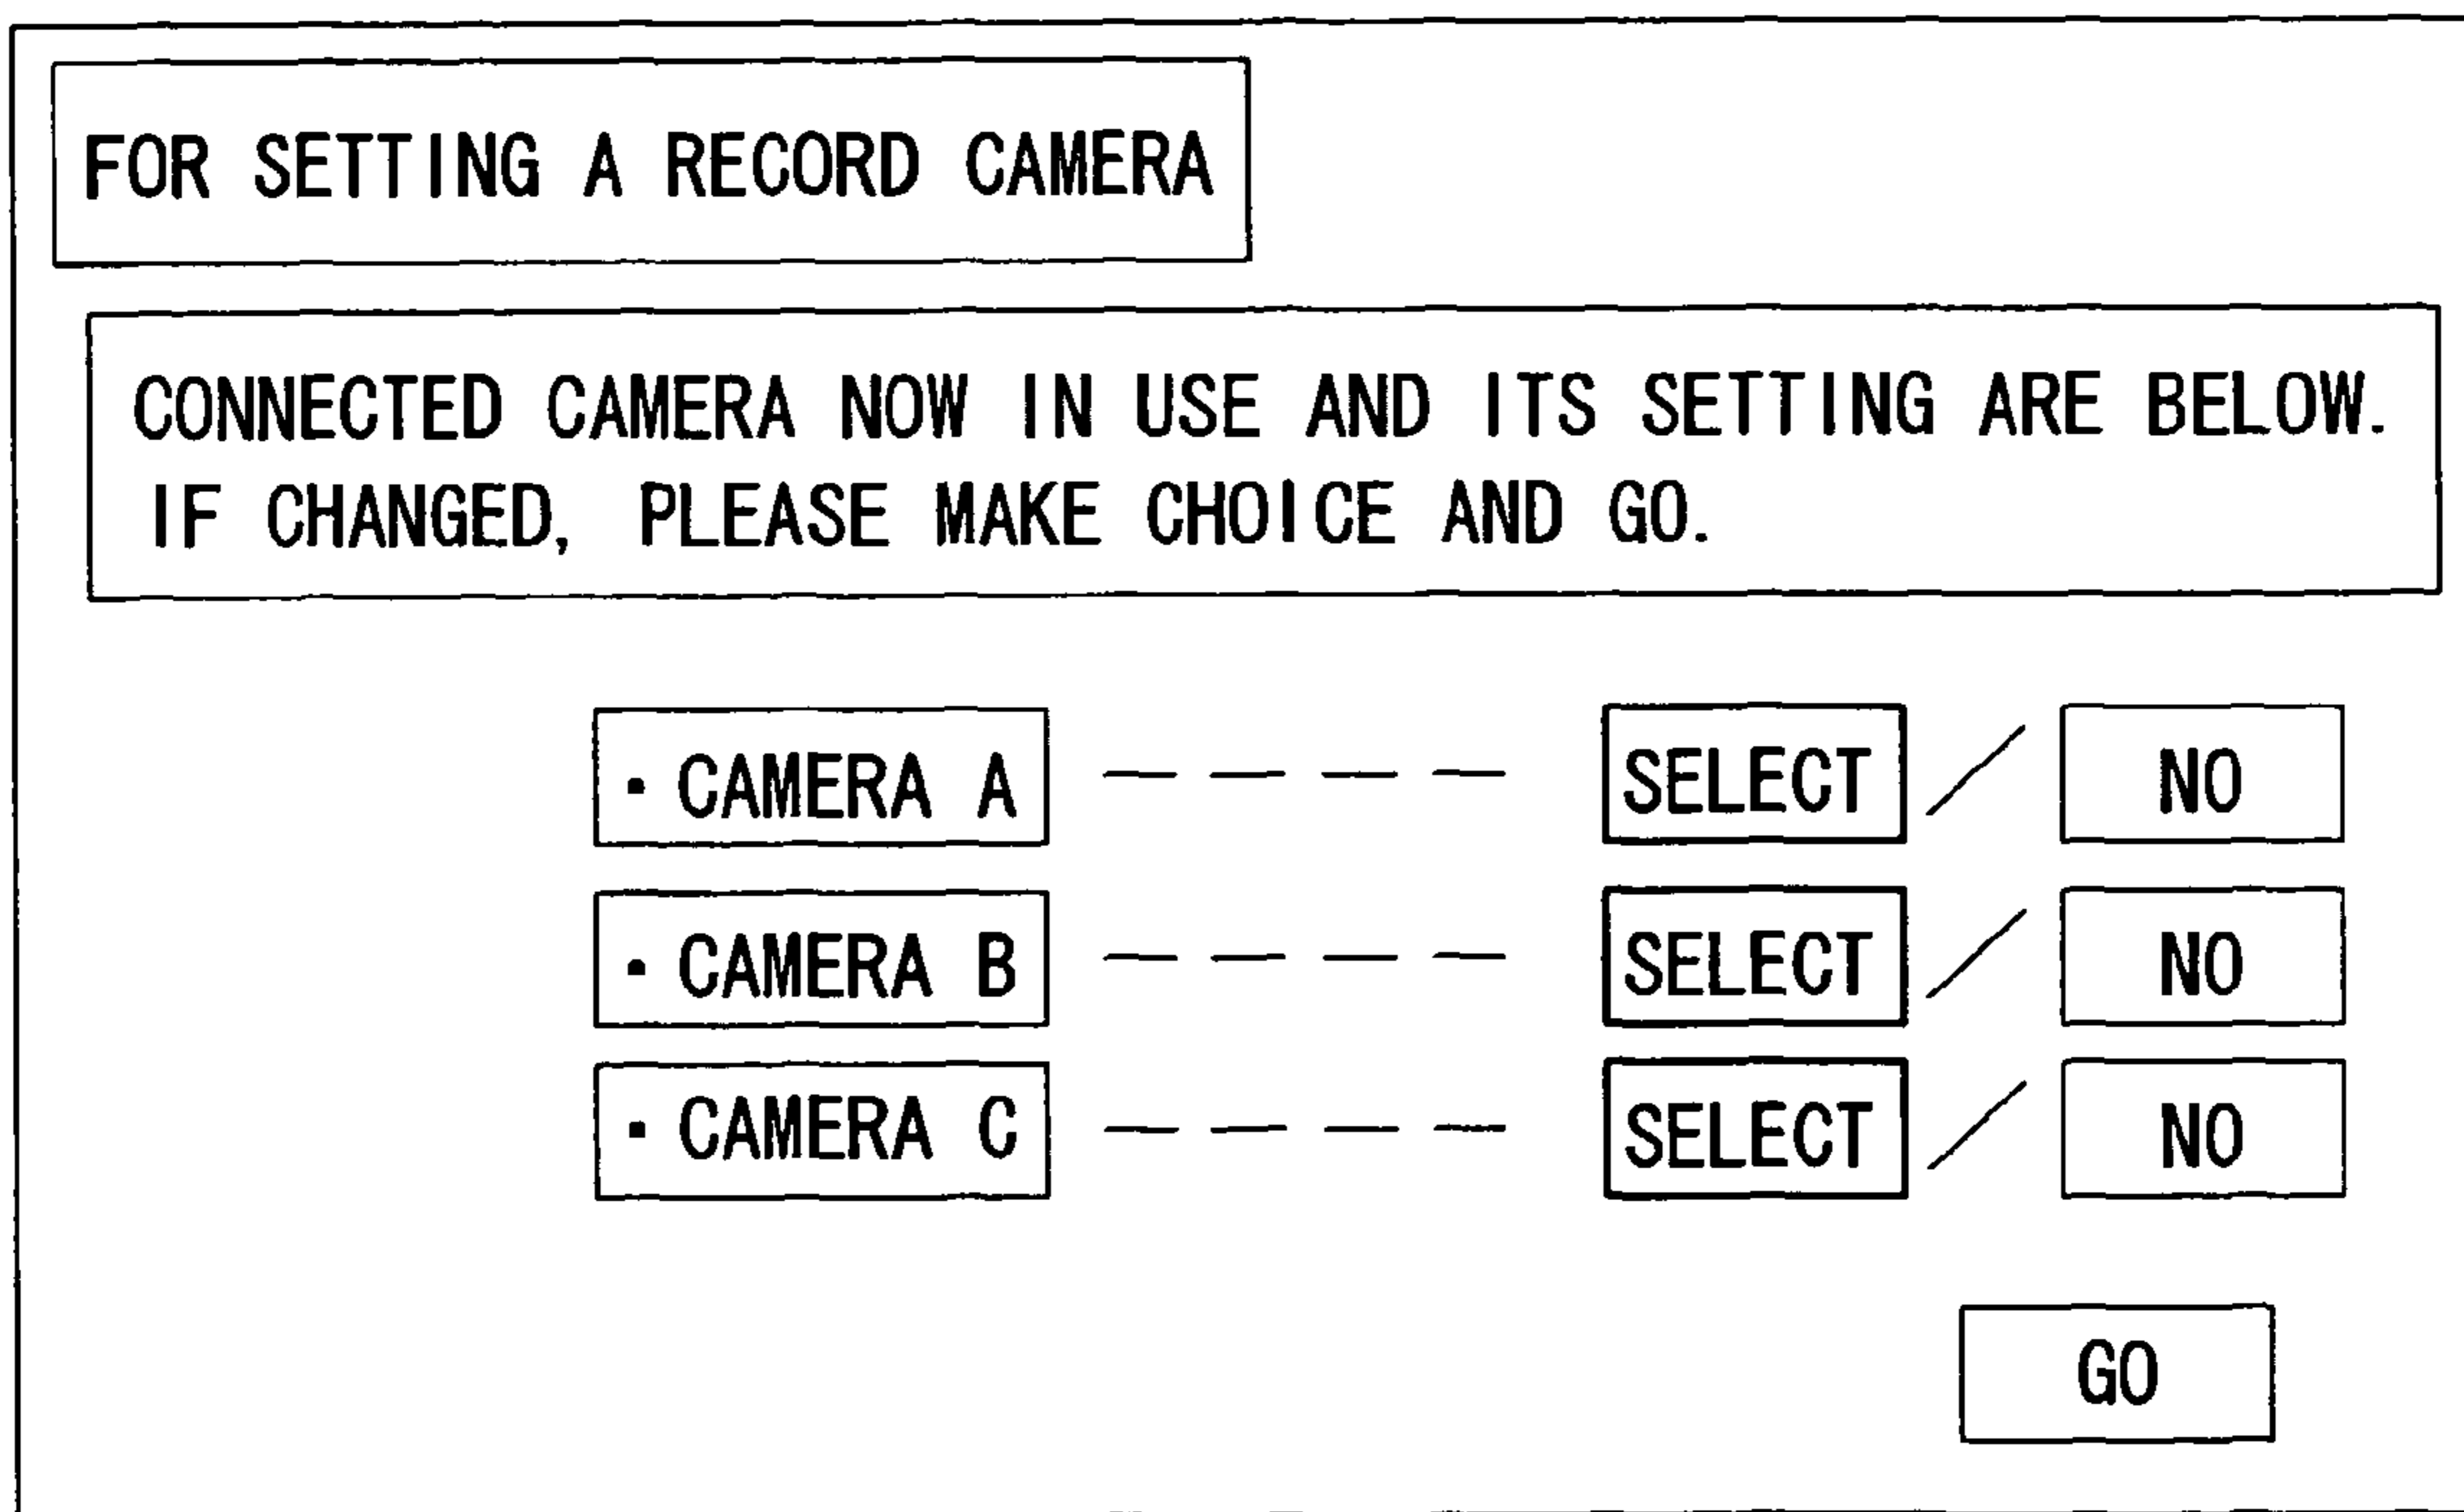 FOR SETTING A RECORD CAMERA
CONNECTED CAMERA NOW IN USE AND ITS SETTING ARE BELOW.
IF CHANGED, PLEASE MAKE CHOICE AND GO.
・CAMERA A ---- SELECT / NO
・CAMERA B ---- SELECT / NO
・CAMERA C ---- SELECT / NO
GO